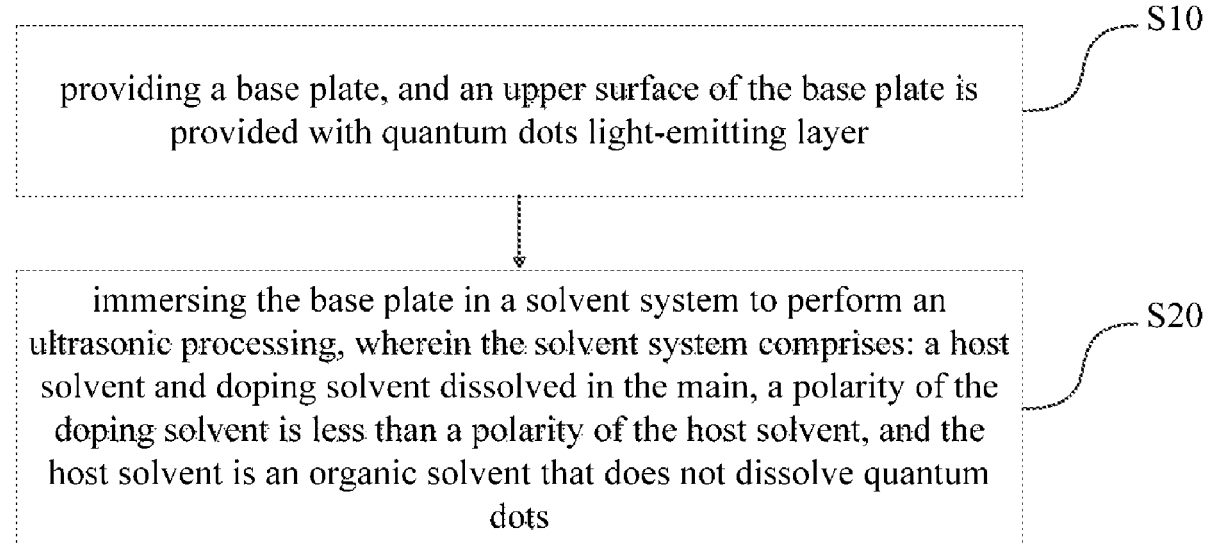 S10
providing a base plate, and an upper surface of the base plate is
provided with quantum dots light-emitting layer
S20
immersing the base plate in a solvent system to perform an
ultrasonic processing, wherein the solvent system comprises: a host
solvent and doping solvent dissolved in the main, a polarity of the
doping solvent is less than a polarity of the host solvent, and the
host solvent is an organic solvent that does not dissolve quantum
dots